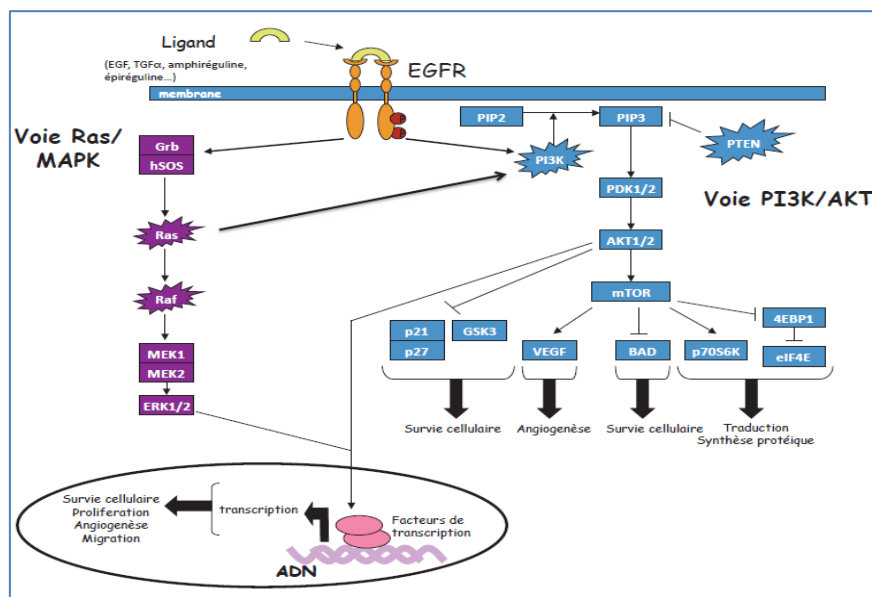 Ligand
(EGF, TGFα, amphiréguline,
épiréguline...)
EGFR
membrane
Voie Ras/
MAPK
Grb
hSOS
Ras
Raf
MEK1
MEK2
ERK1/2
PIP2
PIP3
PI3K
PTEN
PDK1/2
Voie PI3K/AKT
AKT1/2
mTOR
p21
p27
GSK3
VEGF
BAD
p70S6K
4EBP1
eIF4E
Survie cellulaire
Angiogenèse
Survie cellulaire
Traduction
Synthèse protéique
Survie cellulaire
Proliferation
Angiogenèse
Migration
transcription
Facteurs de
transcription
ADN